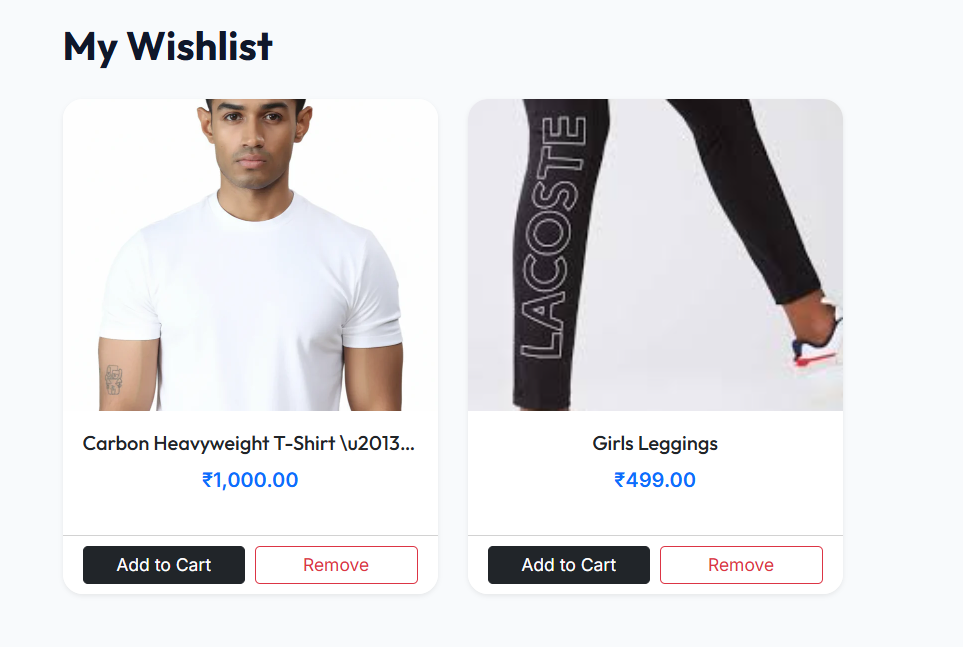 My Wishlist
LACOSTE
Carbon Heavyweight T-Shirt \u2013...
₹1,000.00
Add to Cart Remove
Girls Leggings
₹499.00
Add to Cart Remove